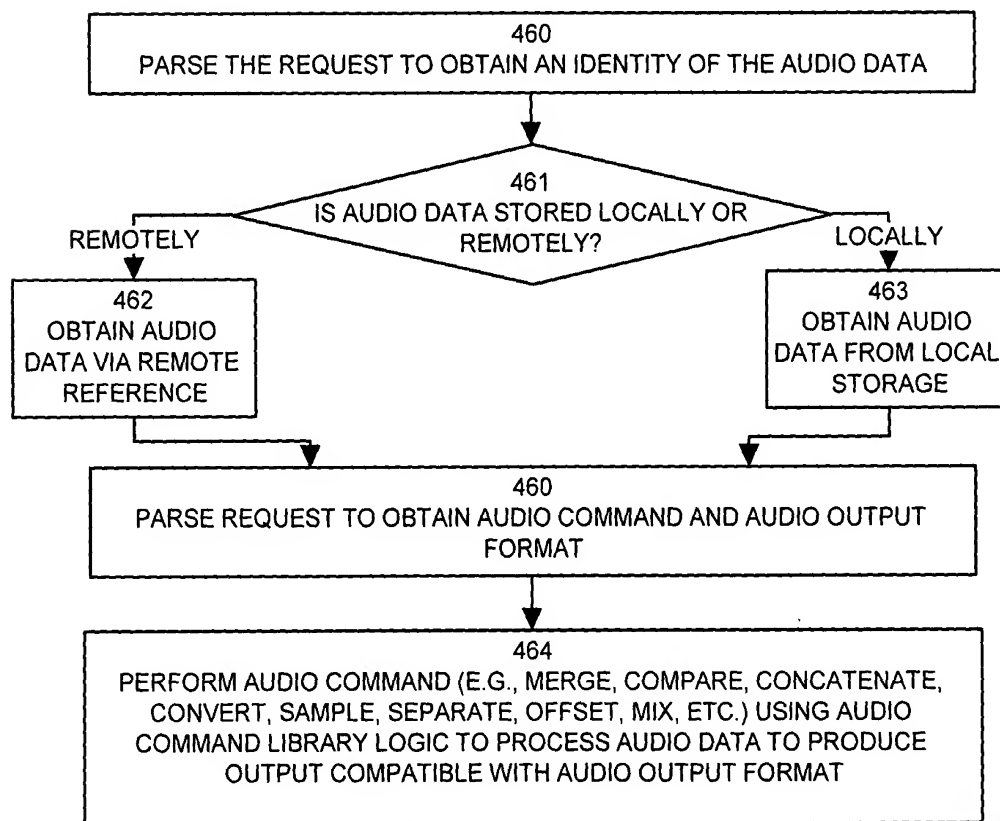 460
PARSE THE REQUEST TO OBTAIN AN IDENTITY OF THE AUDIO DATA
461
IS AUDIO DATA STORED LOCALLY OR
REMOTELY?
REMOTELY
LOCALLY
462
OBTAIN AUDIO
DATA VIA REMOTE
REFERENCE
463
OBTAIN AUDIO
DATA FROM LOCAL
STORAGE
460
PARSE REQUEST TO OBTAIN AUDIO COMMAND AND AUDIO OUTPUT
FORMAT
464
PERFORM AUDIO COMMAND (E.G., MERGE, COMPARE, CONCATENATE,
CONVERT, SAMPLE, SEPARATE, OFFSET, MIX, ETC.) USING AUDIO
COMMAND LIBRARY LOGIC TO PROCESS AUDIO DATA TO PRODUCE
OUTPUT COMPATIBLE WITH AUDIO OUTPUT FORMAT